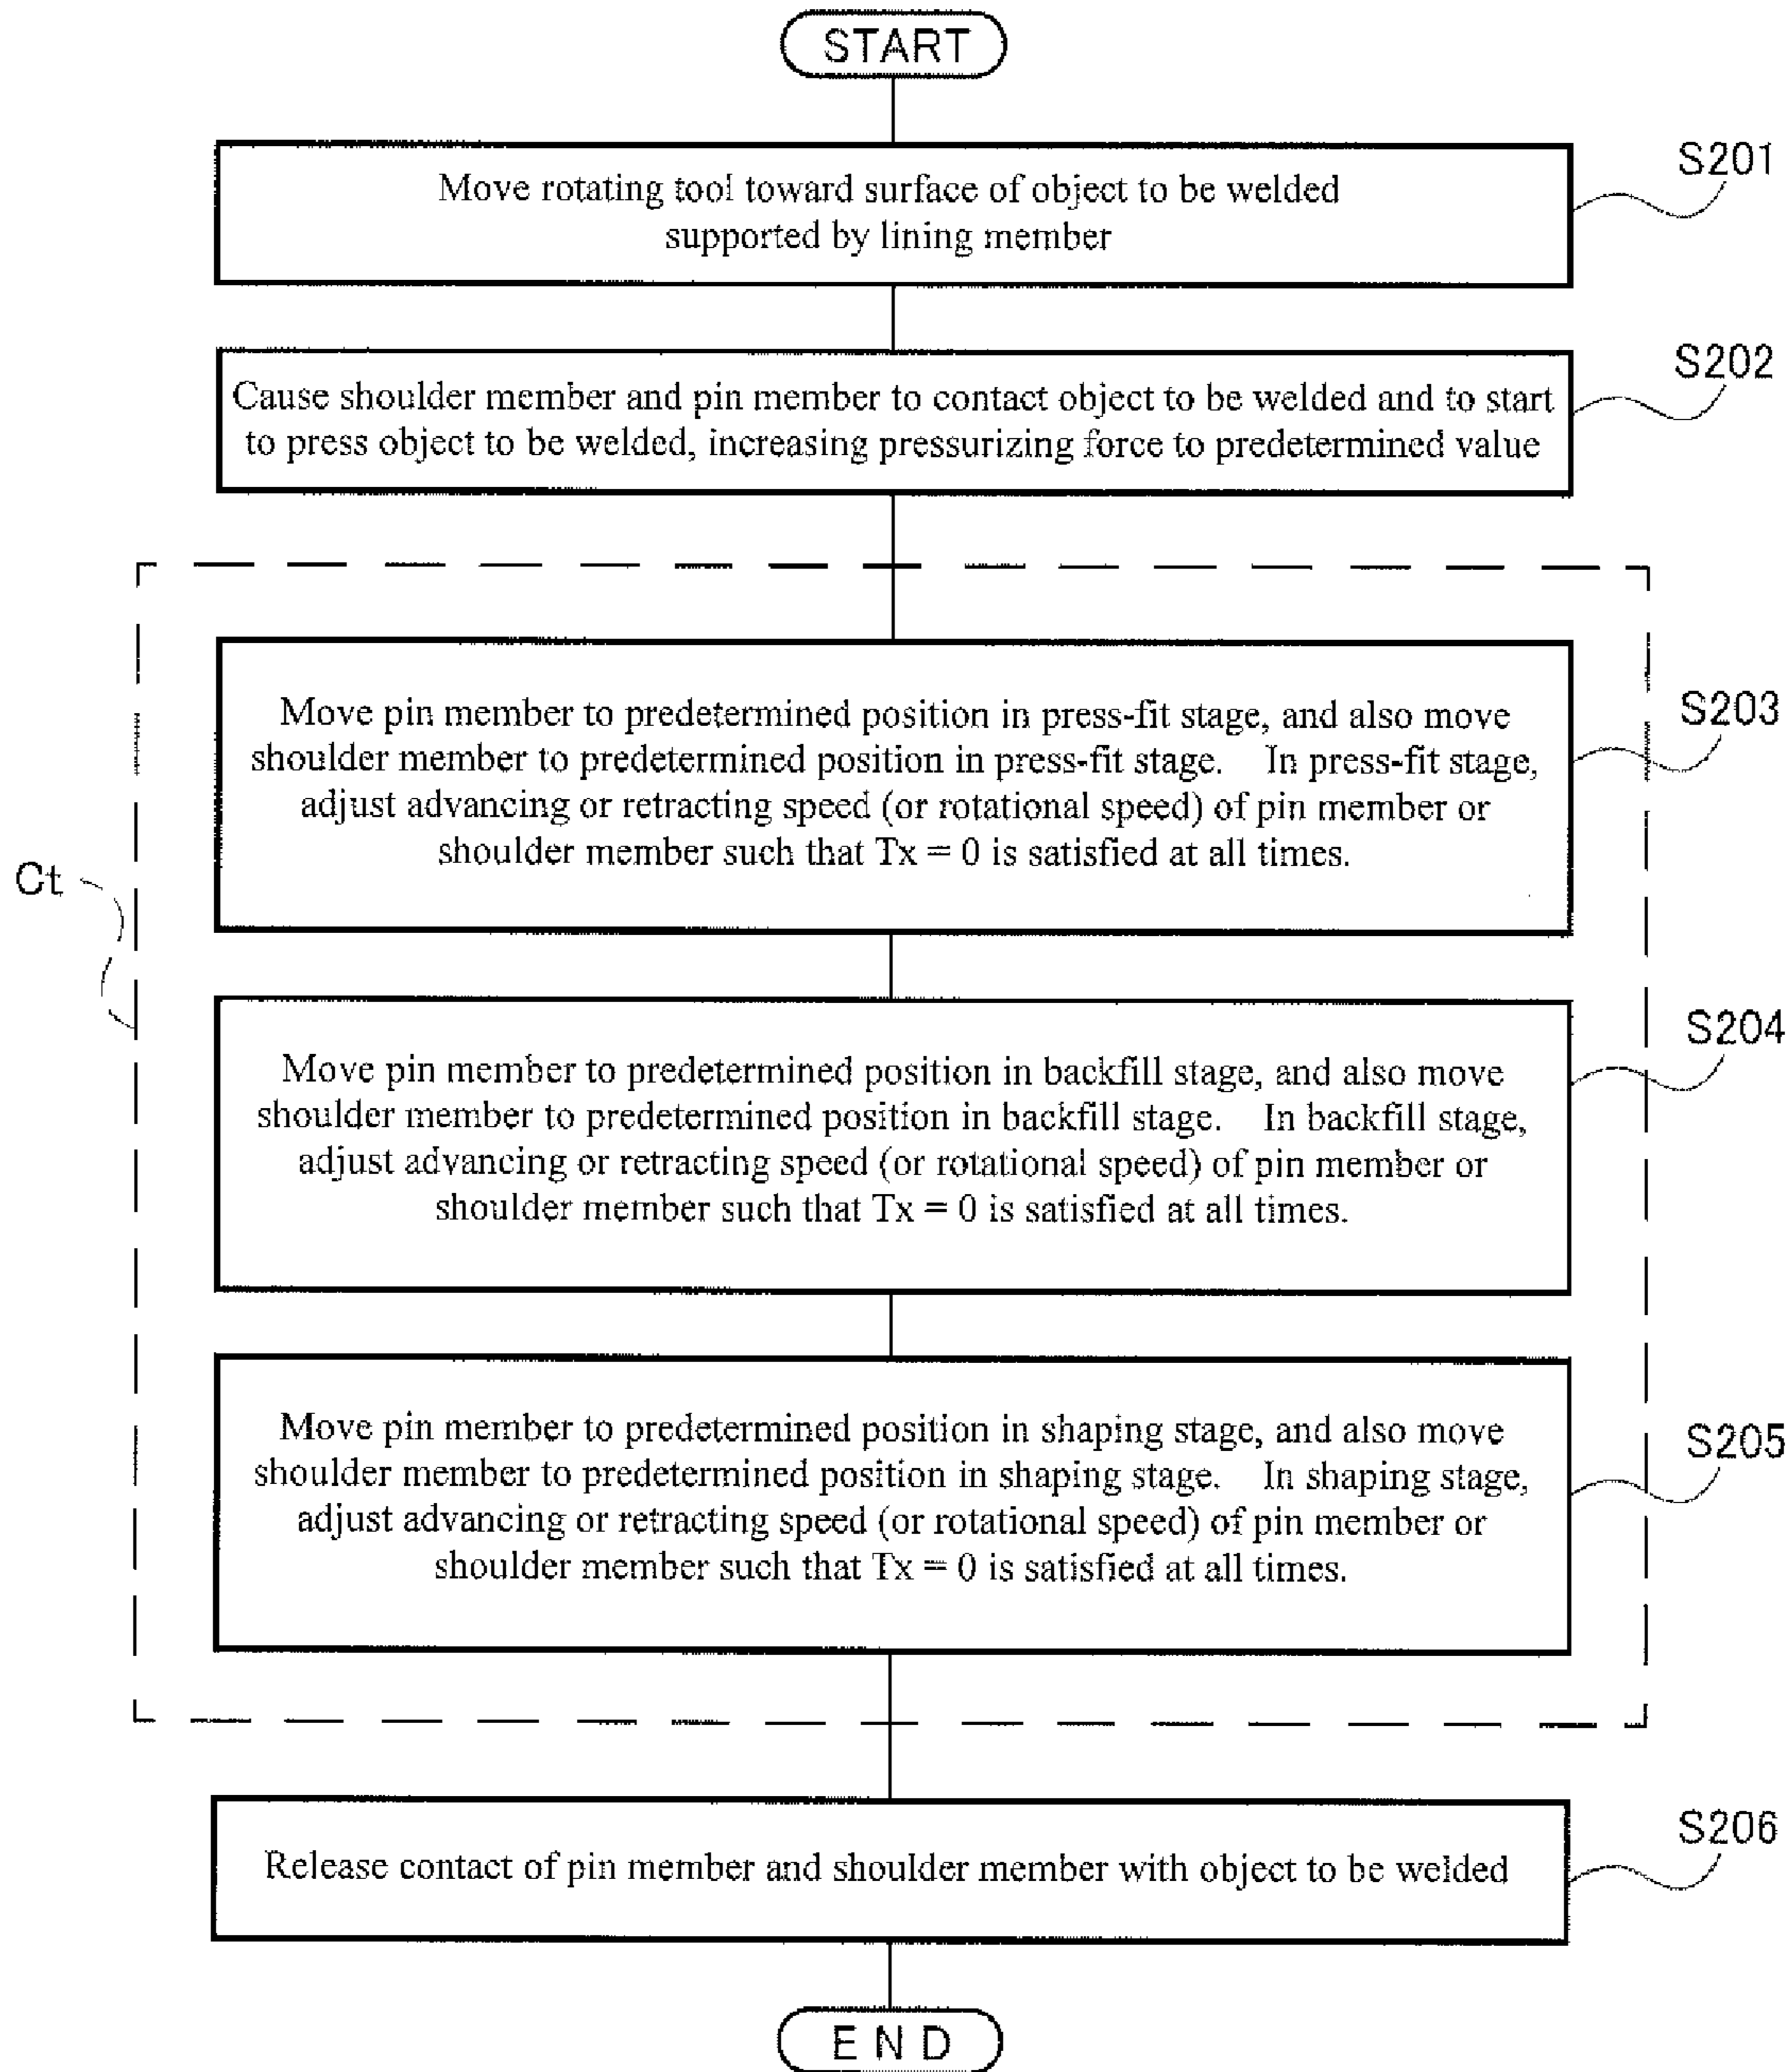 START
Move rotating tool toward surface of object to be welded
supported by lining member
S201
Cause shoulder member and pin member to contact object to be welded and to start
to press object to be welded, increasing pressurizing force to predetermined value
S202
Move pin member to predetermined position in press-fit stage, and also move
shoulder member to predetermined position in press-fit stage. In press-fit stage,
adjust advancing or retracting speed (or rotational speed) of pin member or
shoulder member such that Tx = 0 is satisfied at all times.
S203
Ct
Move pin member to predetermined position in backfill stage, and also move
shoulder member to predetermined position in backfill stage. In backfill stage,
adjust advancing or retracting speed (or rotational speed) of pin member or
shoulder member such that Tx = 0 is satisfied at all times.
S204
Move pin member to predetermined position in shaping stage, and also move
shoulder member to predetermined position in shaping stage. In shaping stage,
adjust advancing or retracting speed (or rotational speed) of pin member or
shoulder member such that Tx = 0 is satisfied at all times.
S205
Release contact of pin member and shoulder member with object to be welded
S206
END